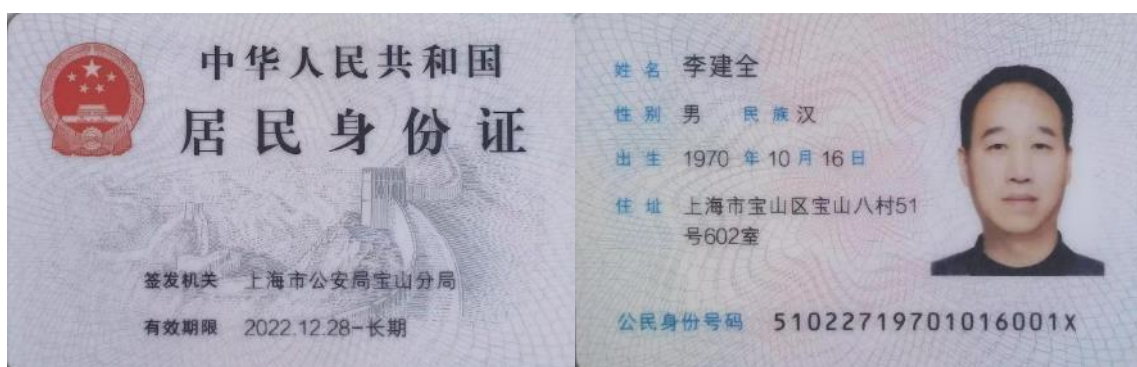 中华人民共和国
居民身份证
签发机关 上海市公安局宝山分局
有效期限 2022.12.28-长期
姓名 李建全
性别 男 民族 汉
出生 1970 年 10 月 16 日
住址 上海市宝山区宝山八村51
号602室
公民身份号码 51022719701016001X